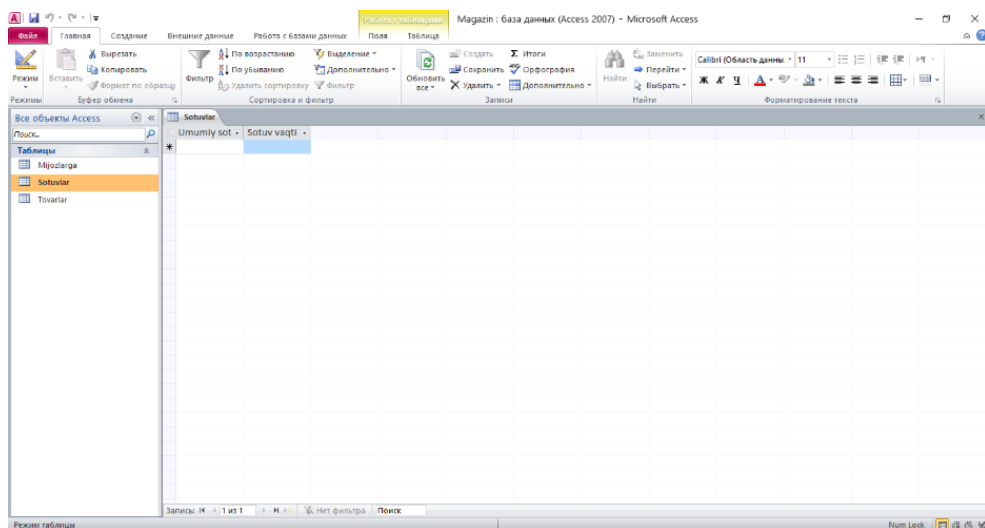 Работа с таблицами
Magazin : база данных (Access 2007) - Microsoft Access
Файл Главная Создание Внешние данные Работа с базами данных Поля Таблица
Режим
Вставить
Вырезать
Копировать
Формат по образцу
Фильтр
По возрастанию
По убыванию
Удалить сортировку
Выделение
Дополнительно
Фильтр
Обновить все
Создать
Сохранить
Удалить
Итоги
Орфография
Дополнительно
Найти
Заменить
Перейти
Выбрать
Calibri (Область данны: 11
Ж К Ч
Режимы Буфер обмена Сортировка и фильтр Записи Найти Форматирование текста
Все объекты Access
Поиск...
Таблицы
Mijozlarga
Sotuvlar
Tovarlar
Sotuvlar
Umumiy sot Sotuv vaqti
Запись: 1 из 1 Нет фильтра Поиск
Режим таблицы Num Lock